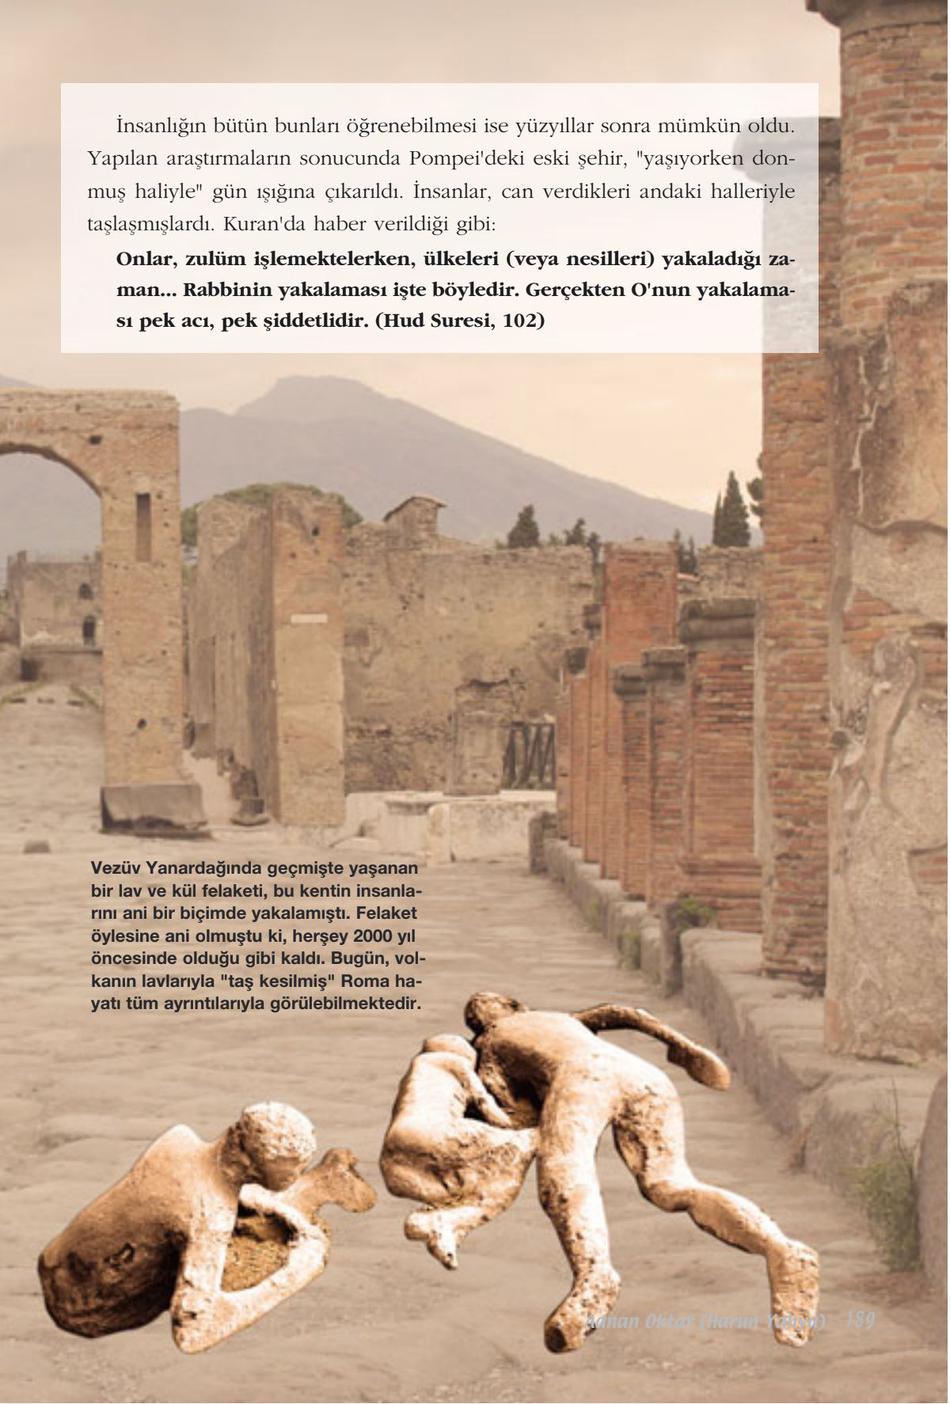 İnsanlığın bütün bunları öğrenebilmesi ise yüzyıllar sonra mümkün oldu.
Yapılan araştırmaların sonucunda Pompei'deki eski şehir, "yaşıyorken don-
muş haliyle" gün ışığına çıkarıldı. İnsanlar, can verdikleri andaki halleriyle
taşlaşmışlardı. Kuran'da haber verildiği gibi:
Onlar, zulüm işlemektelerken, ülkeleri (veya nesilleri) yakaladığı za-
man... Rabbinin yakalaması işte böyledir. Gerçekten O'nun yakalama-
sı pek acı, pek şiddetlidir. (Hud Suresi, 102)
Vezüv Yanardağında geçmişte yaşanan
bir lav ve kül felaketi, bu kentin insanla-
rını ani bir biçimde yakalamıştı. Felaket
öylesine ani olmuştu ki, herşey 2000 yıl
öncesinde olduğu gibi kaldı. Bugün, vol-
kanın lavlarıyla "taş kesilmiş" Roma ha-
yatı tüm ayrıntılarıyla görülebilmektedir.
Adnan Oktar (Harun Yahya) 189